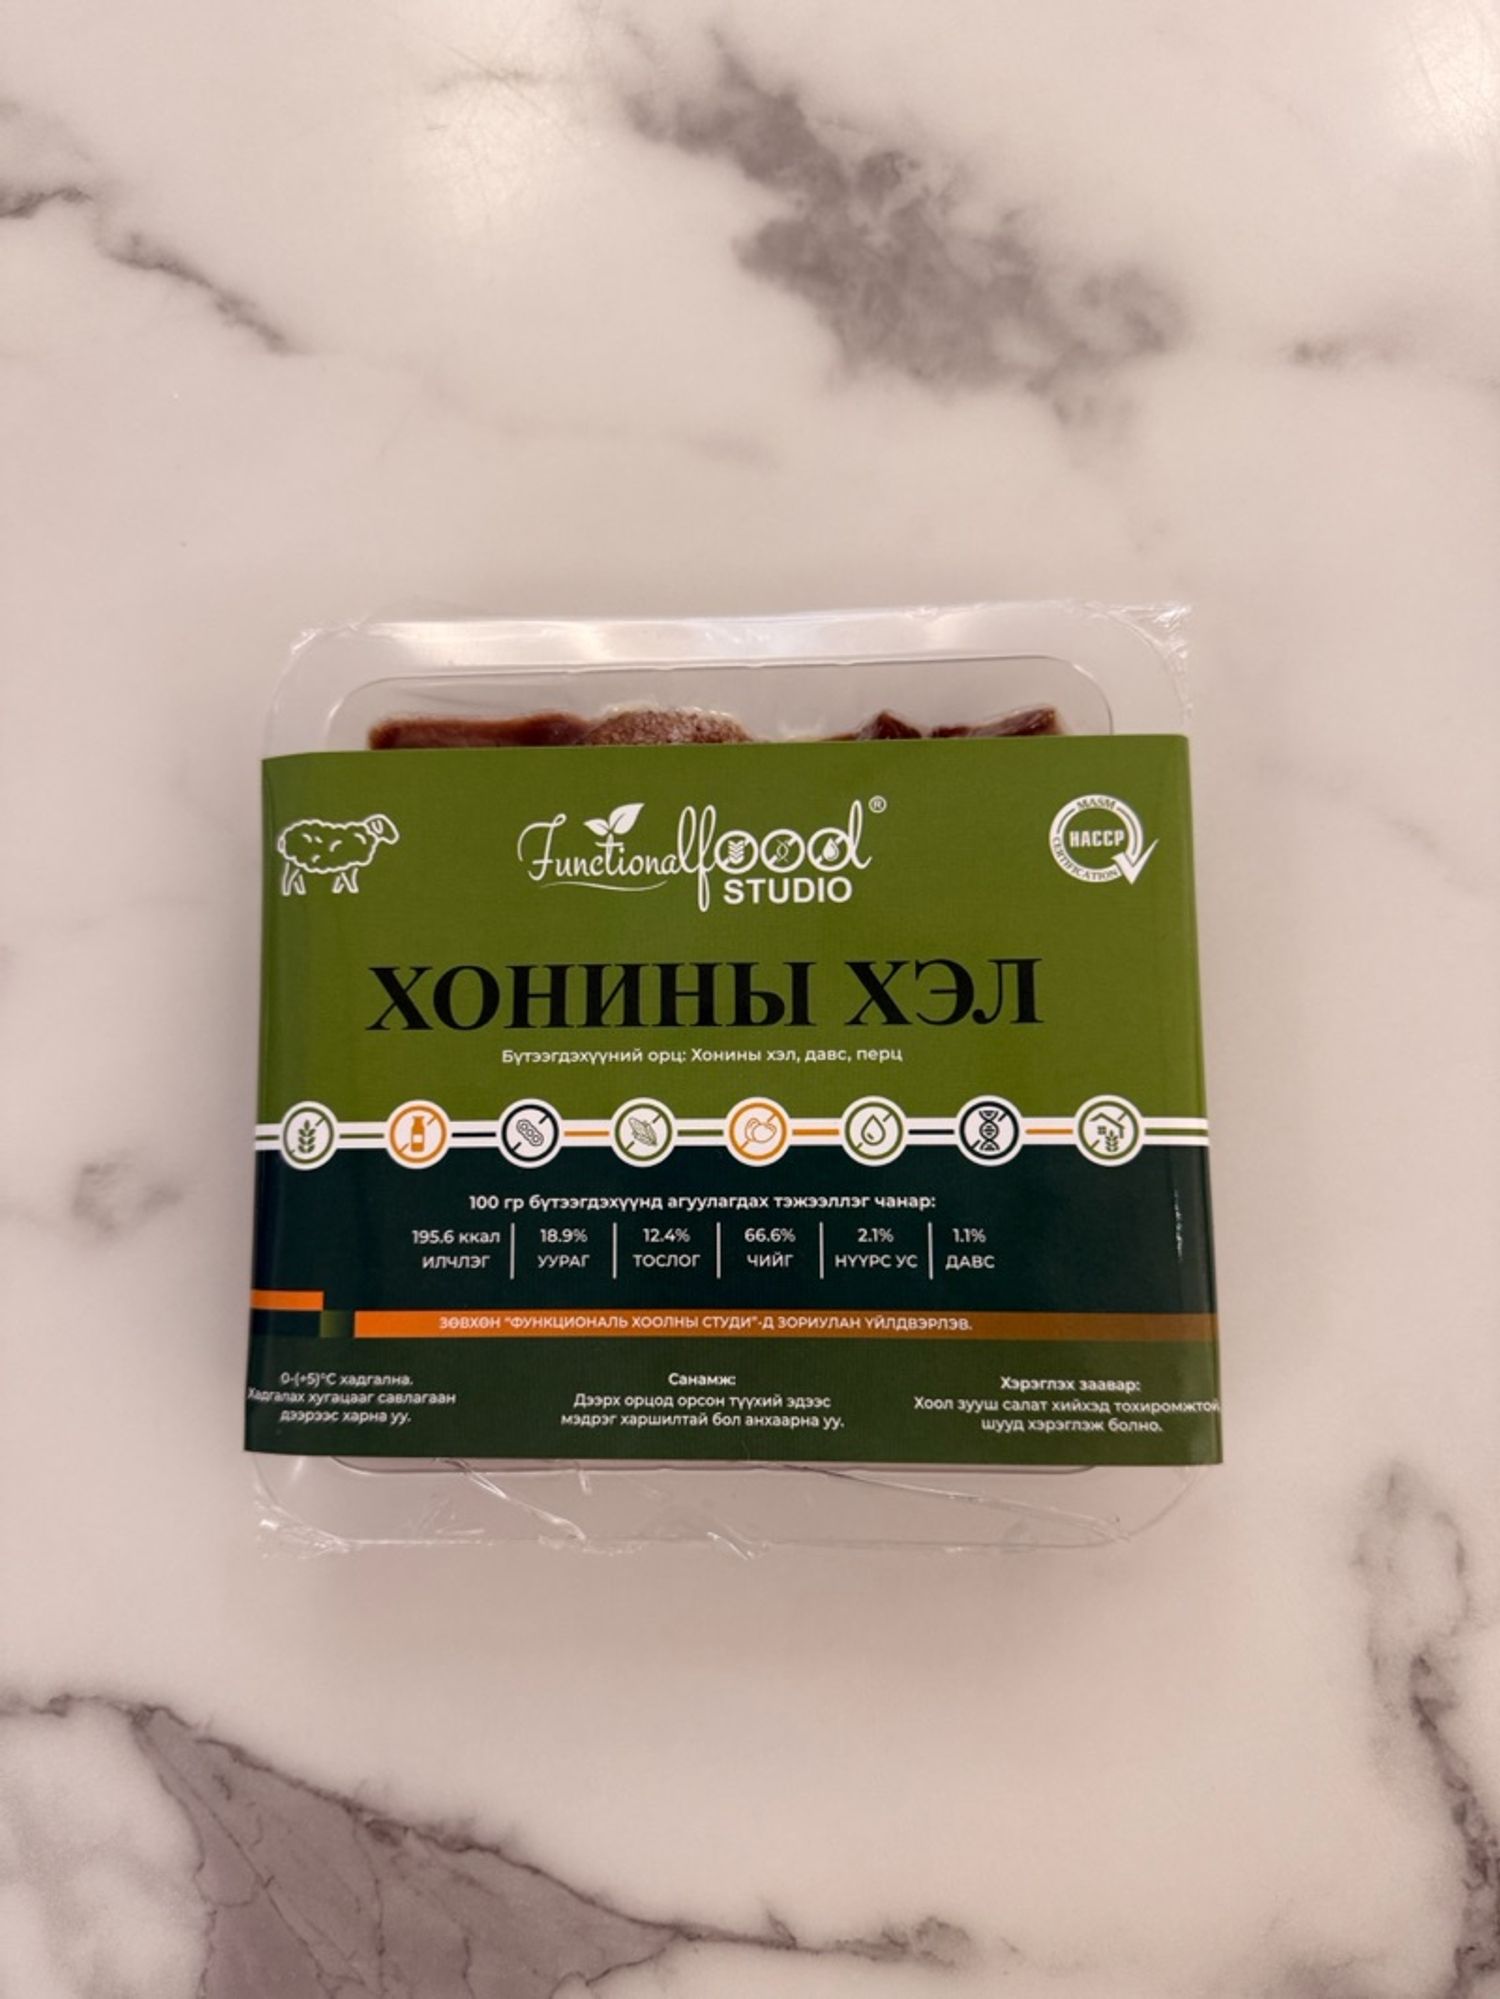 Functionalfood®
STUDIO
MASM
HACCP
CERTIFICATION
ХОНИНЫ ХЭЛ
Бүтээгдэхүүний орц: Хонины хэл, давс, перц
100 гр бүтээгдэхүүнд агуулагдах тэжээллэг чанар:
195.6 ккал 18.9% 12.4% 66.6% 2.1% 1.1%
ИЛЧЛЭГ УУРАГ ТОСЛОГ ЧИЙГ НҮҮРС УС ДАВС
ЗӨВХӨН "ФУНКЦИОНАЛЬ ХООЛНЫ СТУДИ"-Д ЗОРИУЛАН ҮЙЛДВЭРЛЭВ.
0-(+5)°C хадгална.
Хадгалах хугацааг савлагаан
дээрээс харна уу.
Санамж:
Дээрх орцод орсон түүхий эдээс
мэдрэг харшилтай бол анхаарна уу.
Хэрэглэх заавар:
Хоол зууш салат хийхэд тохиромжтой
шууд хэрэглэж болно.